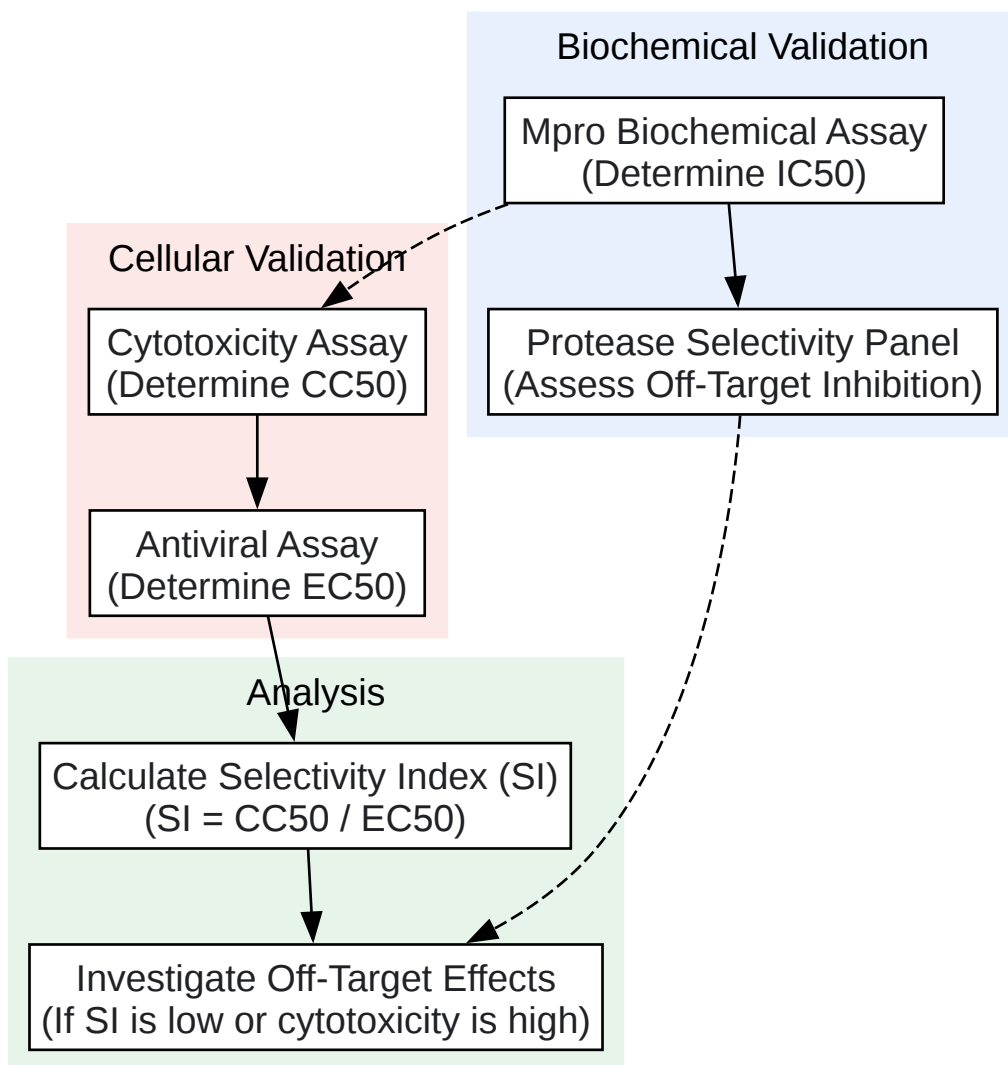 Biochemical Validation
Mpro Biochemical Assay
(Determine IC50)
Cellular Validation
Cytotoxicity Assay
(Determine CC50)
Protease Selectivity Panel
(Assess Off-Target Inhibition)
Antiviral Assay
(Determine EC50)
Analysis
Calculate Selectivity Index (SI)
(SI = CC50 / EC50)
Investigate Off-Target Effects
(If SI is low or cytotoxicity is high)